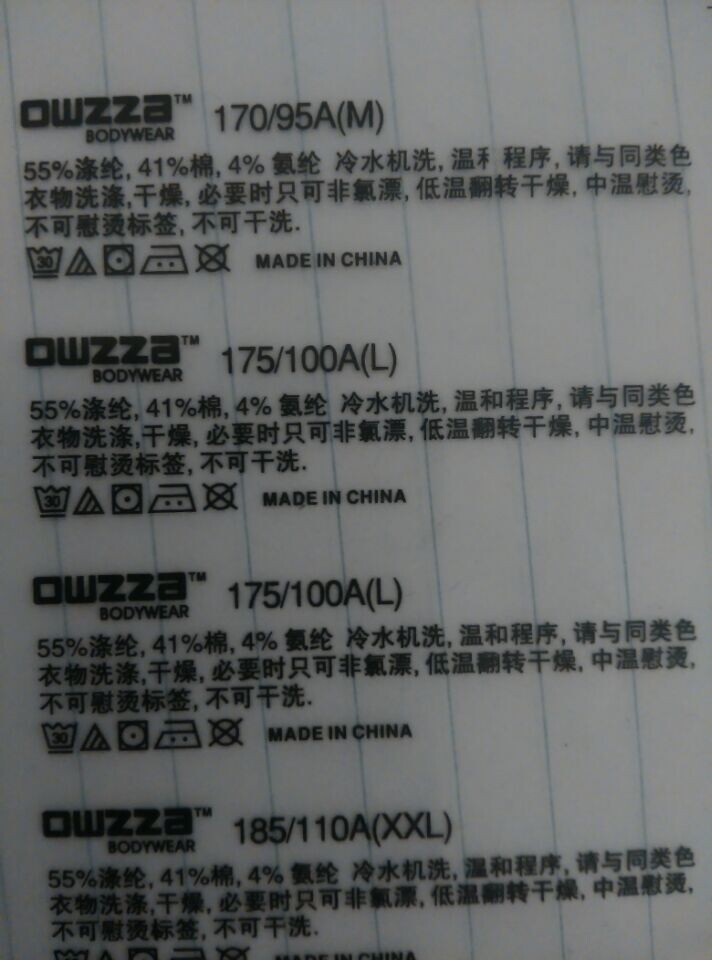 owzza™ 170/95A(M)
BODYWEAR
55%涤纶, 41%棉, 4% 氨纶 冷水机洗, 温 程序, 请与同类色
衣物洗涤,干燥, 必要时只可非氯漂, 低温翻转干燥, 中温熨烫,
不可熨烫标签, 不可干洗.
30 MADE IN CHINA
owzza™ 175/100A(L)
BODYWEAR
55%涤纶, 41%棉, 4% 氨纶 冷水机洗, 温和程序, 请与同类色
衣物洗涤,干燥, 必要时只可非氯漂, 低温翻转干燥, 中温熨烫,
不可熨烫标签, 不可干洗.
30 MADE IN CHINA
owzza™ 175/100A(L)
BODYWEAR
55%涤纶, 41%棉, 4% 氨纶 冷水机洗, 温和程序, 请与同类色
衣物洗涤,干燥, 必要时只可非氯漂, 低温翻转干燥, 中温熨烫,
不可熨烫标签, 不可干洗.
30 MADE IN CHINA
owzza™ 185/110A(XXL)
BODYWEAR
55%涤纶, 41%棉, 4% 氨纶 冷水机洗, 温和程序, 请与同类色
衣物洗涤,干燥, 必要时只可非氯漂, 低温翻转干燥, 中温熨烫,
不可熨烫标签, 不可干洗.
MADE IN CHINA